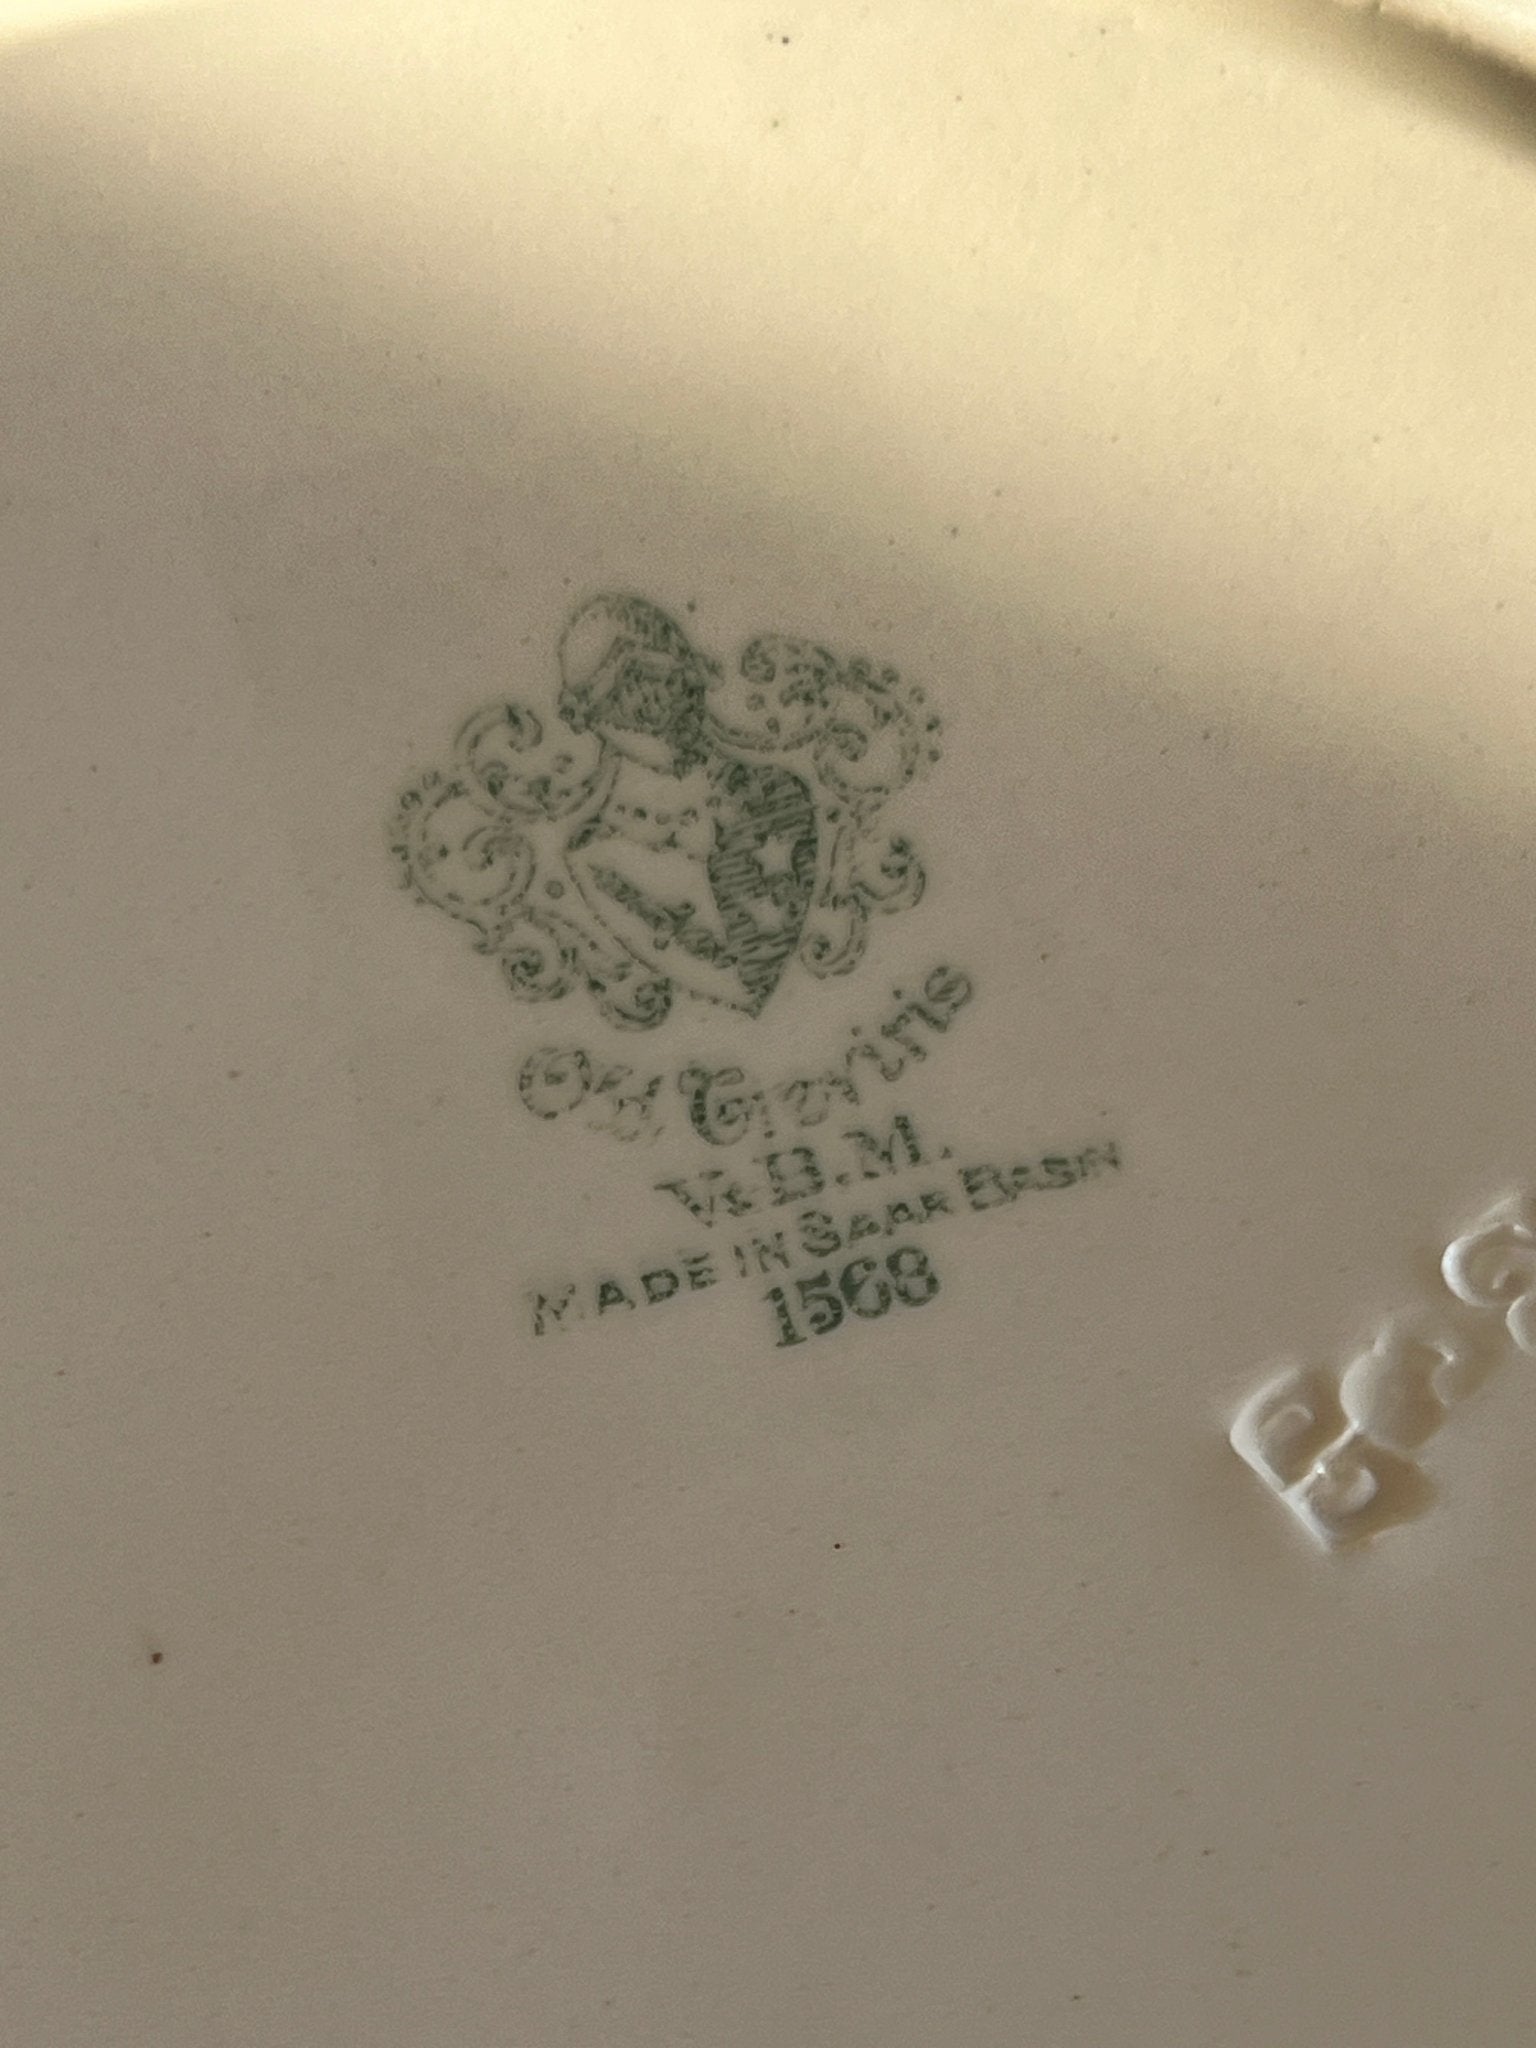 Old Treviris
V&B.M.
MADE IN SAAR BASIN
1568